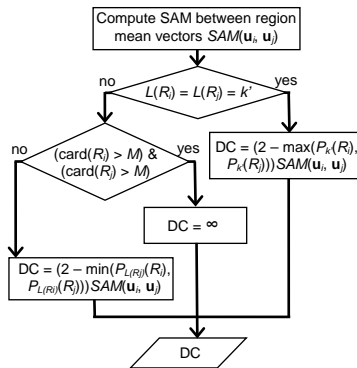 Compute SAM between region
mean vectors SAM(uᵢ, uⱼ)
no
L(Rᵢ) = L(Rⱼ) = k'
yes
no
(card(Rᵢ) > M) &
(card(Rⱼ) > M)
yes
DC = (2 – max(Pₖ'(Rᵢ),
Pₖ'(Rⱼ)))SAM(uᵢ, uⱼ)
DC = ∞
DC = (2 – min(P_L(Rj)(Rᵢ),
P_L(Ri)(Rⱼ)))SAM(uᵢ, uⱼ)
DC